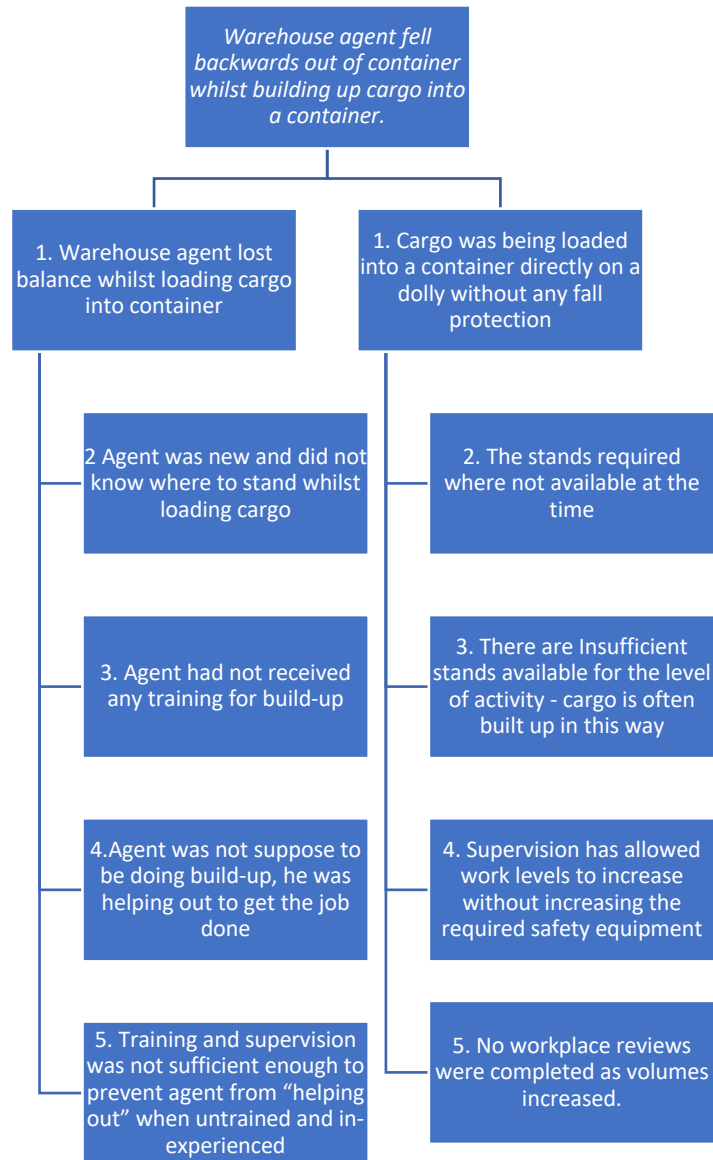 Warehouse agent fell
backwards out of container
whilst building up cargo into
a container.
1. Warehouse agent lost
balance whilst loading cargo
into container
2 Agent was new and did not
know where to stand whilst
loading cargo
3. Agent had not received
any training for build-up
4.Agent was not suppose to
be doing build-up, he was
helping out to get the job
done
5. Training and supervision
was not sufficient enough to
prevent agent from “helping
out” when untrained and in-
experienced
1. Cargo was being loaded
into a container directly on a
dolly without any fall
protection
2. The stands required
where not available at the
time
3. There are Insufficient
stands available for the level
of activity - cargo is often
built up in this way
4. Supervision has allowed
work levels to increase
without increasing the
required safety equipment
5. No workplace reviews
were completed as volumes
increased.